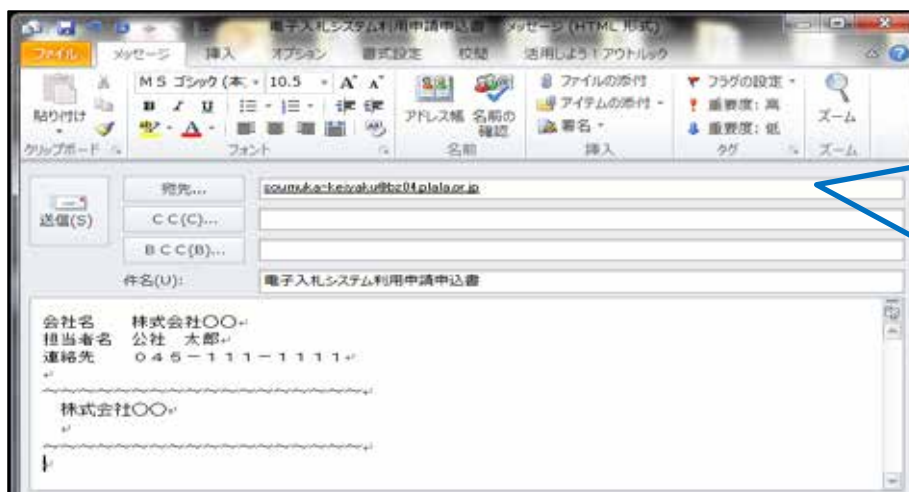 電子入札システム利用申請申込書 メッセージ (HTML 形式)
ファイル メッセージ 挿入 オプション 書式設定 校閲 活用しよう!アウトルック
貼り付け
クリップボード
MS ゴシック (本 10.5 A A
B I U
フォント
アドレス帳 名前の確認
名前
ファイルの添付
アイテムの添付
署名
挿入
フラグの設定
重要度: 高
重要度: 低
タグ
ズーム
ズーム
送信(S)
宛先... soumuka-keiyaku@bz04.plala.or.jp
CC(C)...
BCC(B)...
件名(U): 電子入札システム利用申請申込書
会社名 株式会社〇〇
担当者名 公社 太郎
連絡先 045-111-1111
株式会社〇〇